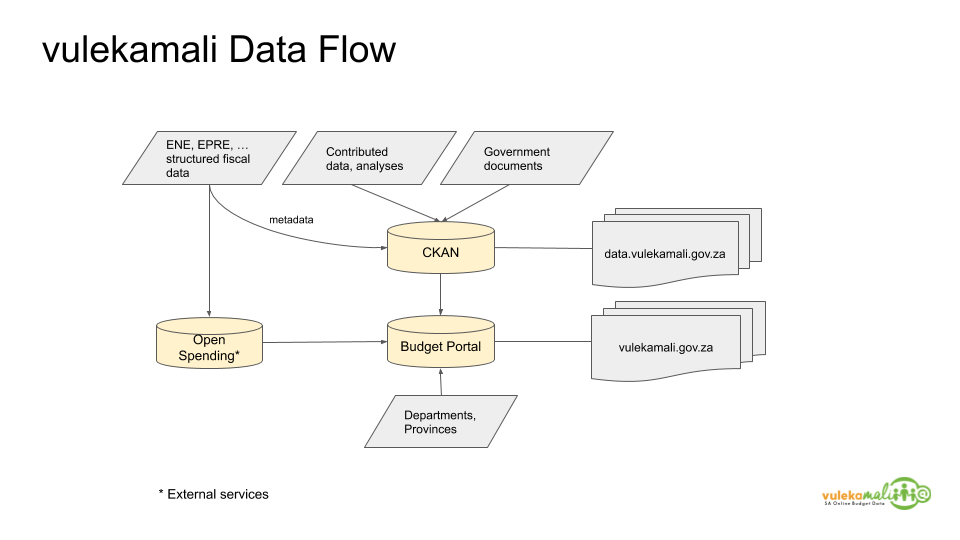 vulekamali Data Flow
ENE, EPRE, …
structured fiscal
data
Contributed
data, analyses
Government
documents
metadata
CKAN
data.vulekamali.gov.za
Open
Spending*
Budget Portal
vulekamali.gov.za
Departments,
Provinces
* External services
vulekamali
SA Online Budget Data